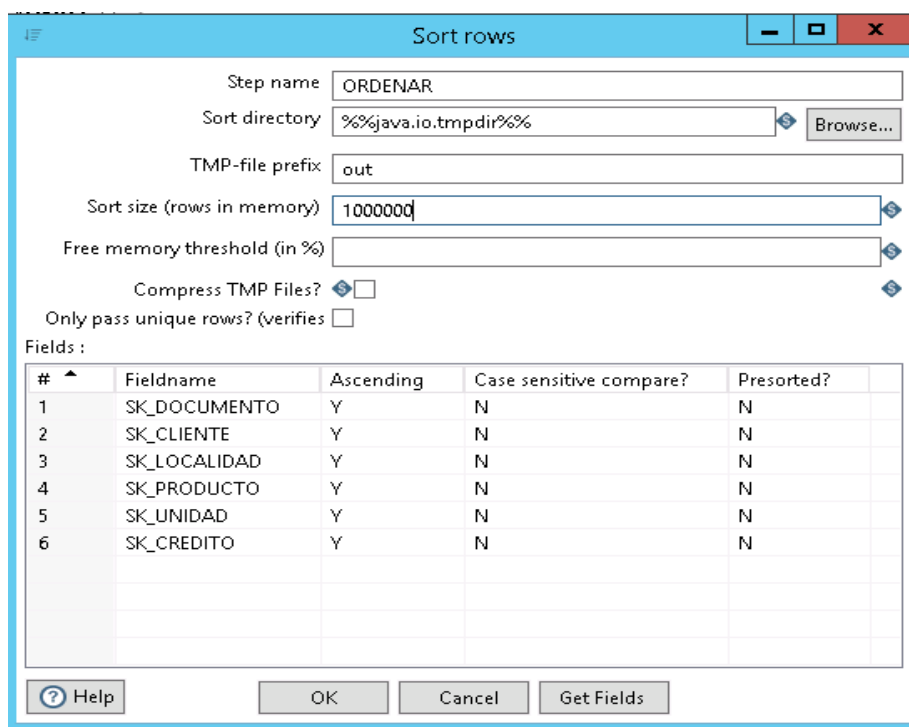 Sort rows
Step name ORDENAR
Sort directory %%java.io.tmpdir%% Browse...
TMP-file prefix out
Sort size (rows in memory) 1000000
Free memory threshold (in %)
Compress TMP Files?
Only pass unique rows? (verifies
Fields :
# Fieldname Ascending Case sensitive compare? Presorted?
1 SK_DOCUMENTO Y N N
2 SK_CLIENTE Y N N
3 SK_LOCALIDAD Y N N
4 SK_PRODUCTO Y N N
5 SK_UNIDAD Y N N
6 SK_CREDITO Y N N
Help OK Cancel Get Fields